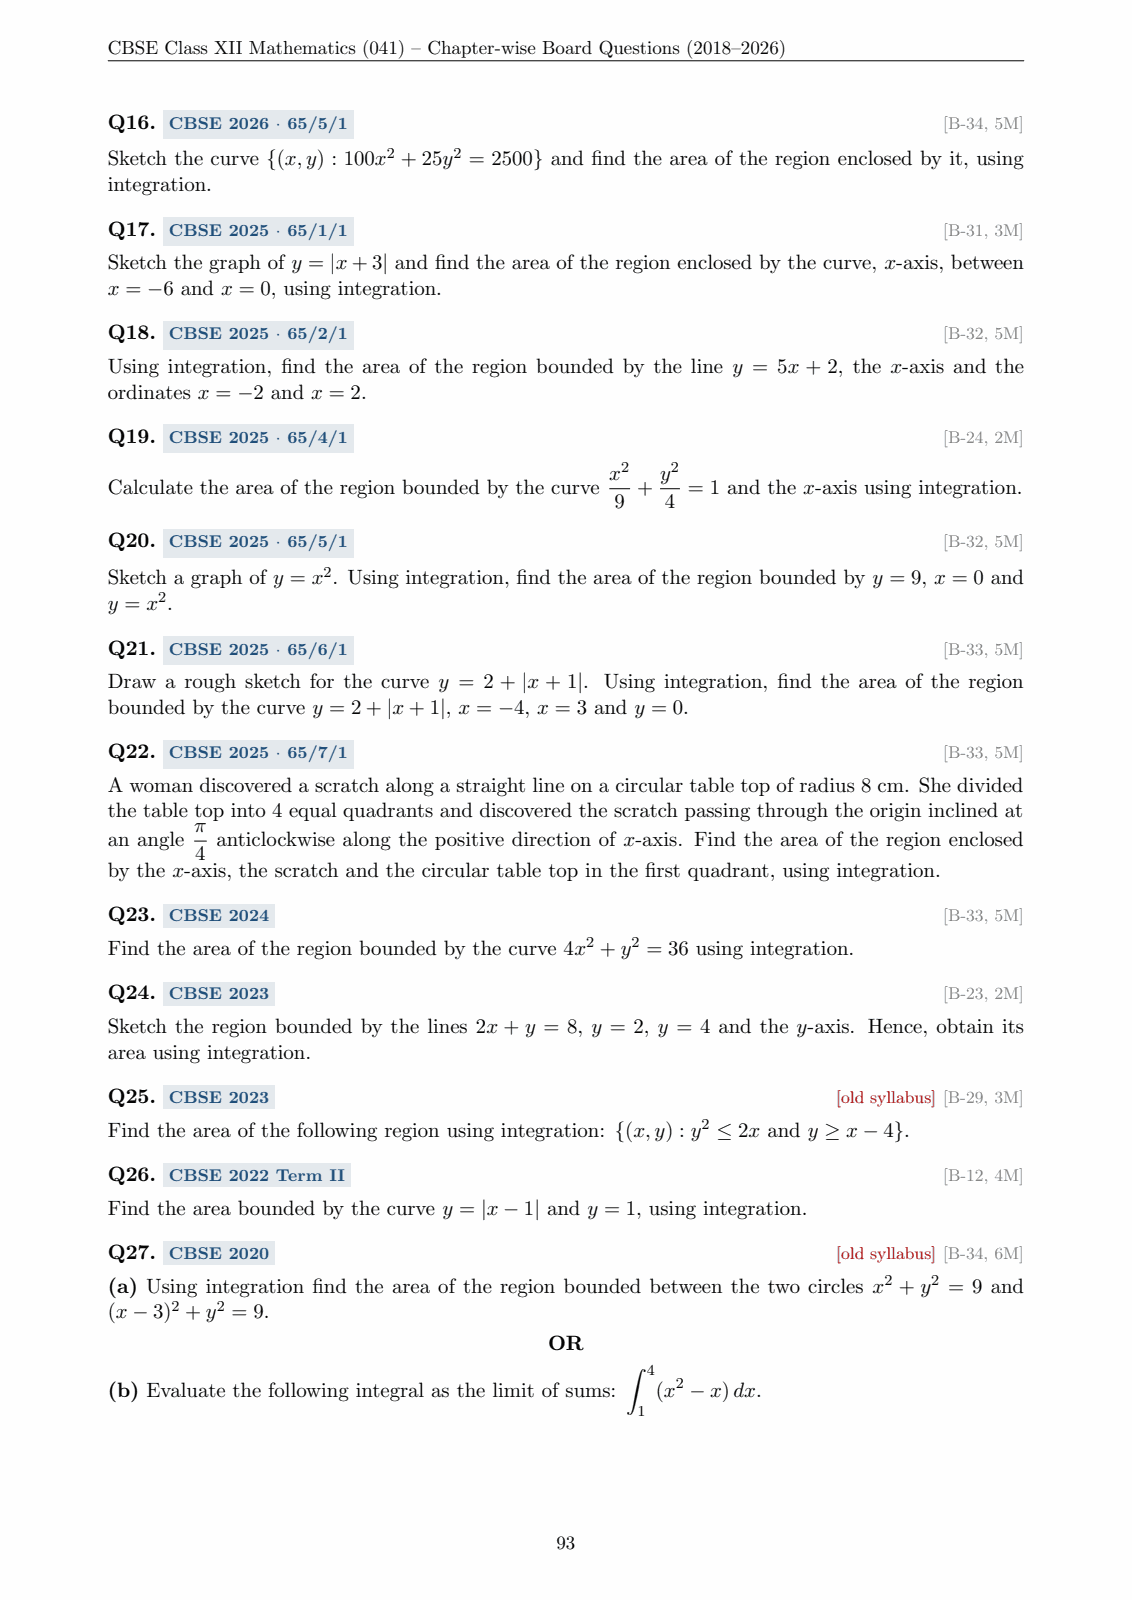 CBSE Class XII Mathematics (041) – Chapter-wise Board Questions (2018–2026)
Q16. CBSE 2026 · 65/5/1 [B-34, 5M]
Sketch the curve {(x, y) : 100x² + 25y² = 2500} and find the area of the region enclosed by it, using
integration.
Q17. CBSE 2025 · 65/1/1 [B-31, 3M]
Sketch the graph of y = |x + 3| and find the area of the region enclosed by the curve, x-axis, between
x = −6 and x = 0, using integration.
Q18. CBSE 2025 · 65/2/1 [B-32, 5M]
Using integration, find the area of the region bounded by the line y = 5x + 2, the x-axis and the
ordinates x = −2 and x = 2.
Q19. CBSE 2025 · 65/4/1 [B-24, 2M]
Calculate the area of the region bounded by the curve x²/9 + y²/4 = 1 and the x-axis using integration.
Q20. CBSE 2025 · 65/5/1 [B-32, 5M]
Sketch a graph of y = x². Using integration, find the area of the region bounded by y = 9, x = 0 and
y = x².
Q21. CBSE 2025 · 65/6/1 [B-33, 5M]
Draw a rough sketch for the curve y = 2 + |x + 1|. Using integration, find the area of the region
bounded by the curve y = 2 + |x + 1|, x = −4, x = 3 and y = 0.
Q22. CBSE 2025 · 65/7/1 [B-33, 5M]
A woman discovered a scratch along a straight line on a circular table top of radius 8 cm. She divided
the table top into 4 equal quadrants and discovered the scratch passing through the origin inclined at
an angle π/4 anticlockwise along the positive direction of x-axis. Find the area of the region enclosed
by the x-axis, the scratch and the circular table top in the first quadrant, using integration.
Q23. CBSE 2024 [B-33, 5M]
Find the area of the region bounded by the curve 4x² + y² = 36 using integration.
Q24. CBSE 2023 [B-23, 2M]
Sketch the region bounded by the lines 2x + y = 8, y = 2, y = 4 and the y-axis. Hence, obtain its
area using integration.
Q25. CBSE 2023 [old syllabus] [B-29, 3M]
Find the area of the following region using integration: {(x, y) : y² ≤ 2x and y ≥ x − 4}.
Q26. CBSE 2022 Term II [B-12, 4M]
Find the area bounded by the curve y = |x − 1| and y = 1, using integration.
Q27. CBSE 2020 [old syllabus] [B-34, 6M]
(a) Using integration find the area of the region bounded between the two circles x² + y² = 9 and
(x − 3)² + y² = 9.
OR
(b) Evaluate the following integral as the limit of sums: ∫₁⁴ (x² − x) dx.
93